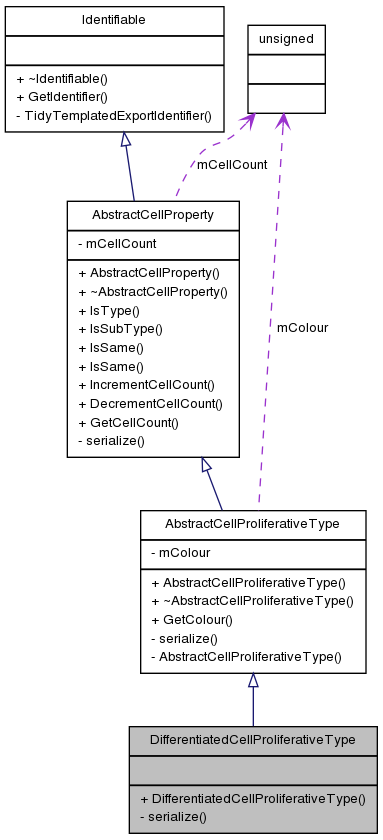 Identifiable
+ ~Identifiable()
+ GetIdentifier()
- TidyTemplatedExportIdentifier()
unsigned
mCellCount
AbstractCellProperty
- mCellCount
+ AbstractCellProperty()
+ ~AbstractCellProperty()
+ IsType()
+ IsSubType()
+ IsSame()
+ IsSame()
+ IncrementCellCount()
+ DecrementCellCount()
+ GetCellCount()
- serialize()
mColour
AbstractCellProliferativeType
- mColour
+ AbstractCellProliferativeType()
+ ~AbstractCellProliferativeType()
+ GetColour()
- serialize()
- AbstractCellProliferativeType()
DifferentiatedCellProliferativeType
+ DifferentiatedCellProliferativeType()
- serialize()